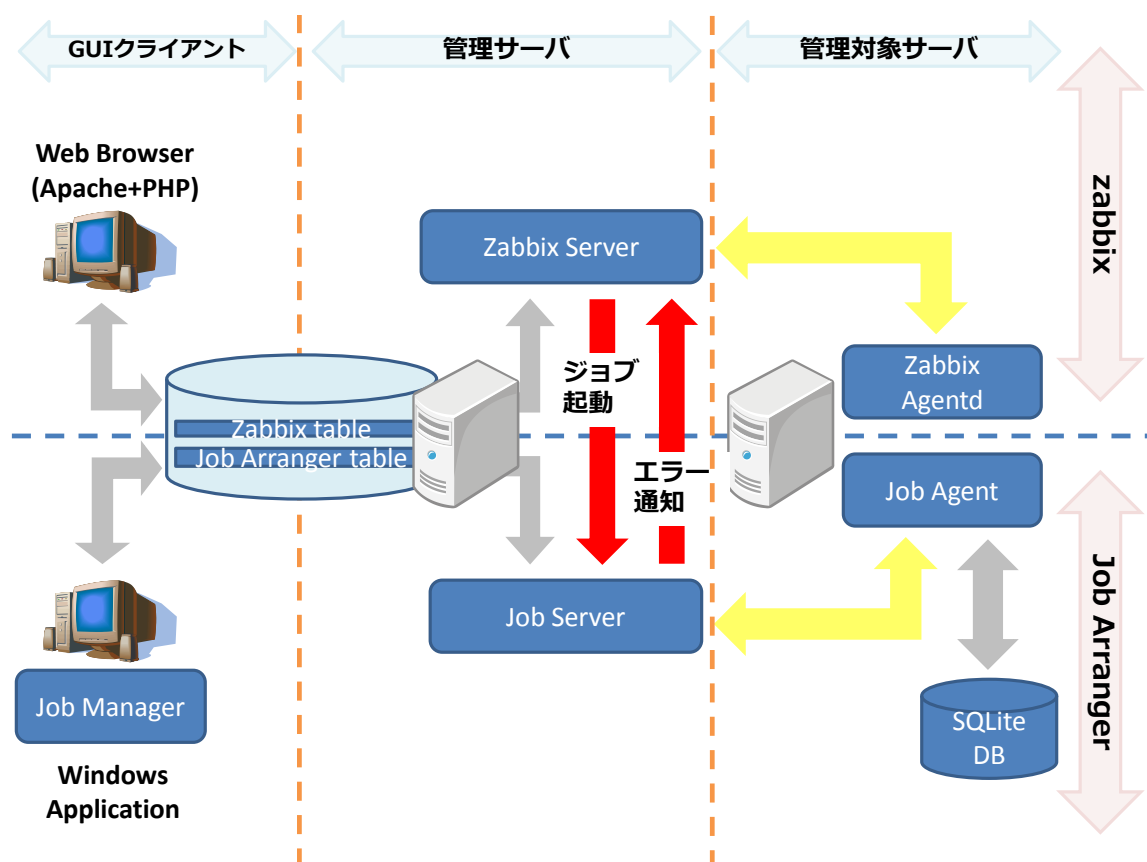 GUIクライアント
管理サーバ
管理対象サーバ
Web Browser
(Apache+PHP)
zabbix
Zabbix Server
Zabbix
Agentd
ジョブ
起動
Zabbix table
Job Arranger table
エラー
通知
Job Agent
Job Server
Job Arranger
Job Manager
SQLite
DB
Windows
Application